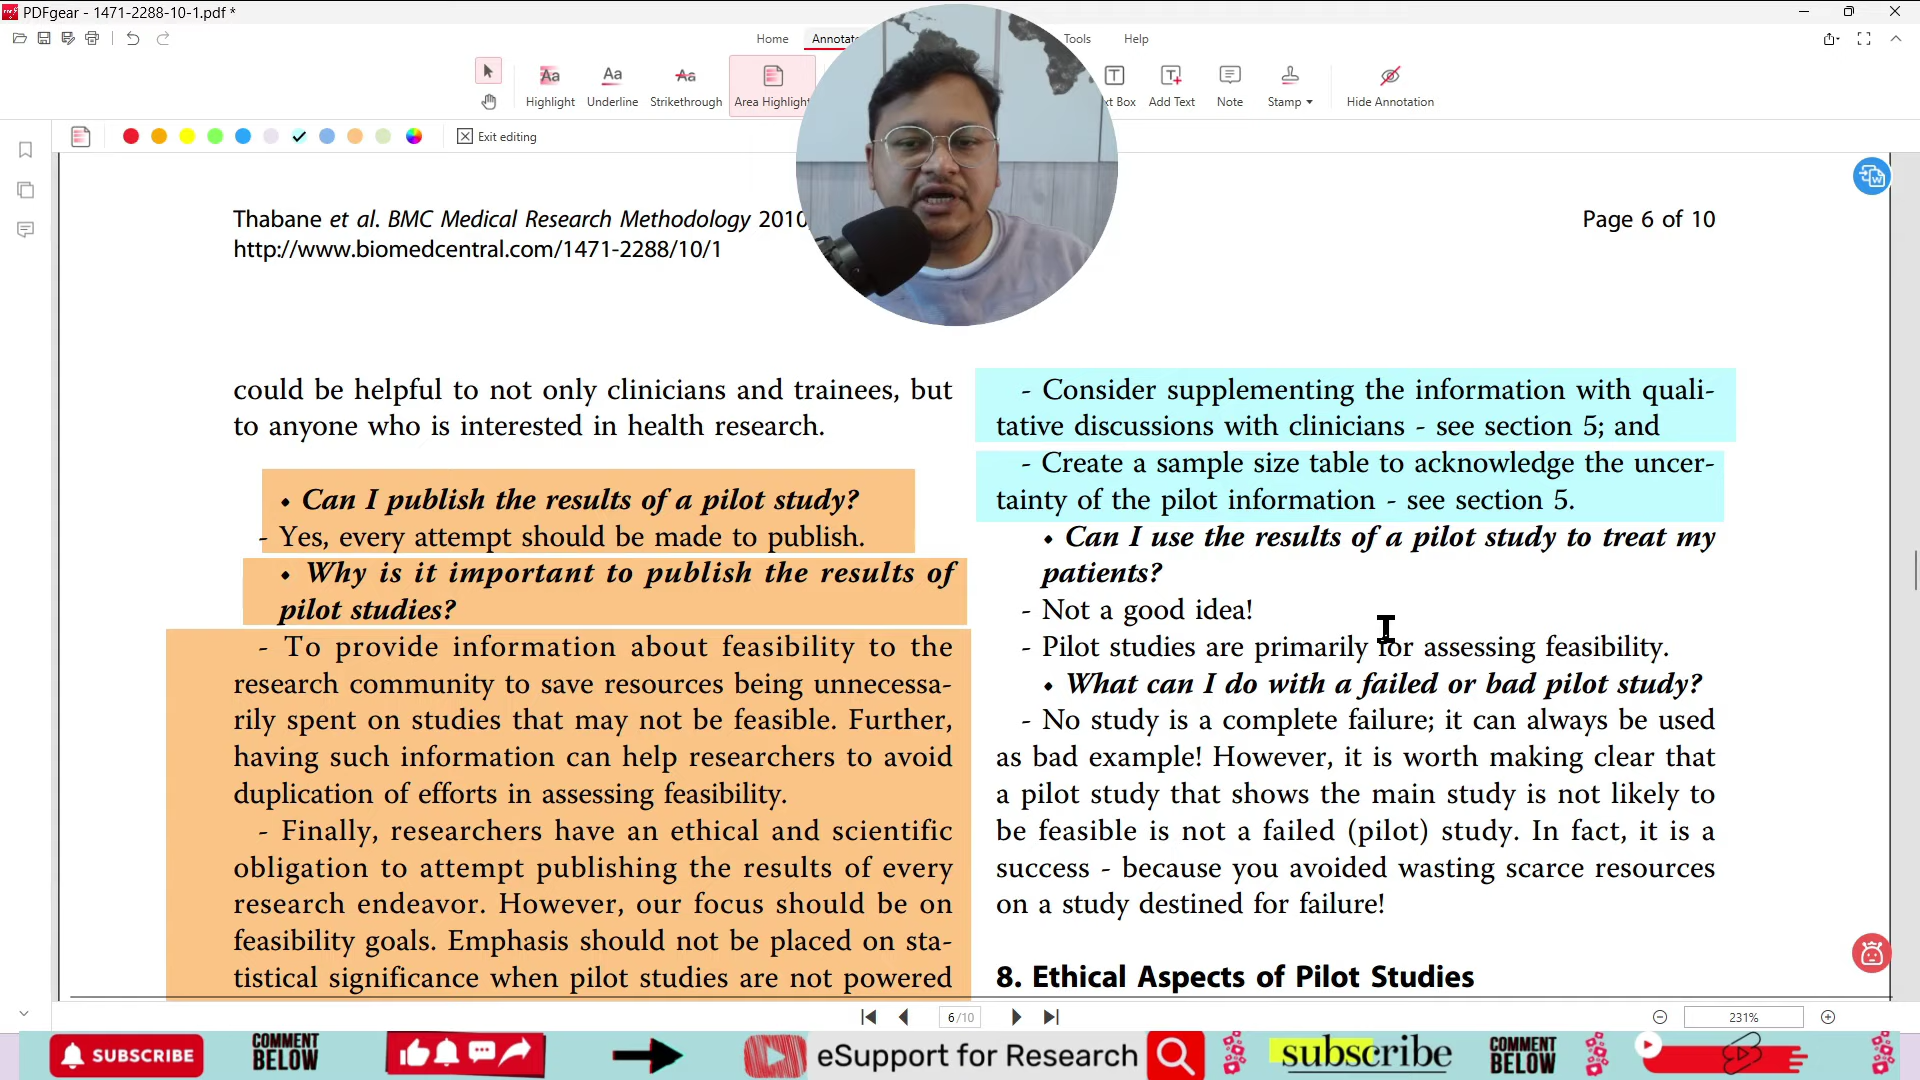 PDFgear - 1471-2288-10-1.pdf *
Home
Annotate
Tools
Help
Highlight
Underline
Strikethrough
Area Highlight
Add Text
Note
Stamp
Hide Annotation
Exit editing
Thabane et al. BMC Medical Research Methodology 2010
http://www.biomedcentral.com/1471-2288/10/1
Page 6 of 10
could be helpful to not only clinicians and trainees, but
to anyone who is interested in health research.
• Can I publish the results of a pilot study?
- Yes, every attempt should be made to publish.
• Why is it important to publish the results of
pilot studies?
- To provide information about feasibility to the
research community to save resources being unnecessa-
rily spent on studies that may not be feasible. Further,
having such information can help researchers to avoid
duplication of efforts in assessing feasibility.
- Finally, researchers have an ethical and scientific
obligation to attempt publishing the results of every
research endeavor. However, our focus should be on
feasibility goals. Emphasis should not be placed on sta-
tistical significance when pilot studies are not powered
- Consider supplementing the information with quali-
tative discussions with clinicians - see section 5; and
- Create a sample size table to acknowledge the uncer-
tainty of the pilot information - see section 5.
• Can I use the results of a pilot study to treat my
patients?
- Not a good idea!
- Pilot studies are primarily for assessing feasibility.
• What can I do with a failed or bad pilot study?
- No study is a complete failure; it can always be used
as bad example! However, it is worth making clear that
a pilot study that shows the main study is not likely to
be feasible is not a failed (pilot) study. In fact, it is a
success - because you avoided wasting scarce resources
on a study destined for failure!
8. Ethical Aspects of Pilot Studies
6 /10
231%
SUBSCRIBE
COMMENT
BELOW
eSupport for Research
subscribe
COMMENT
BELOW